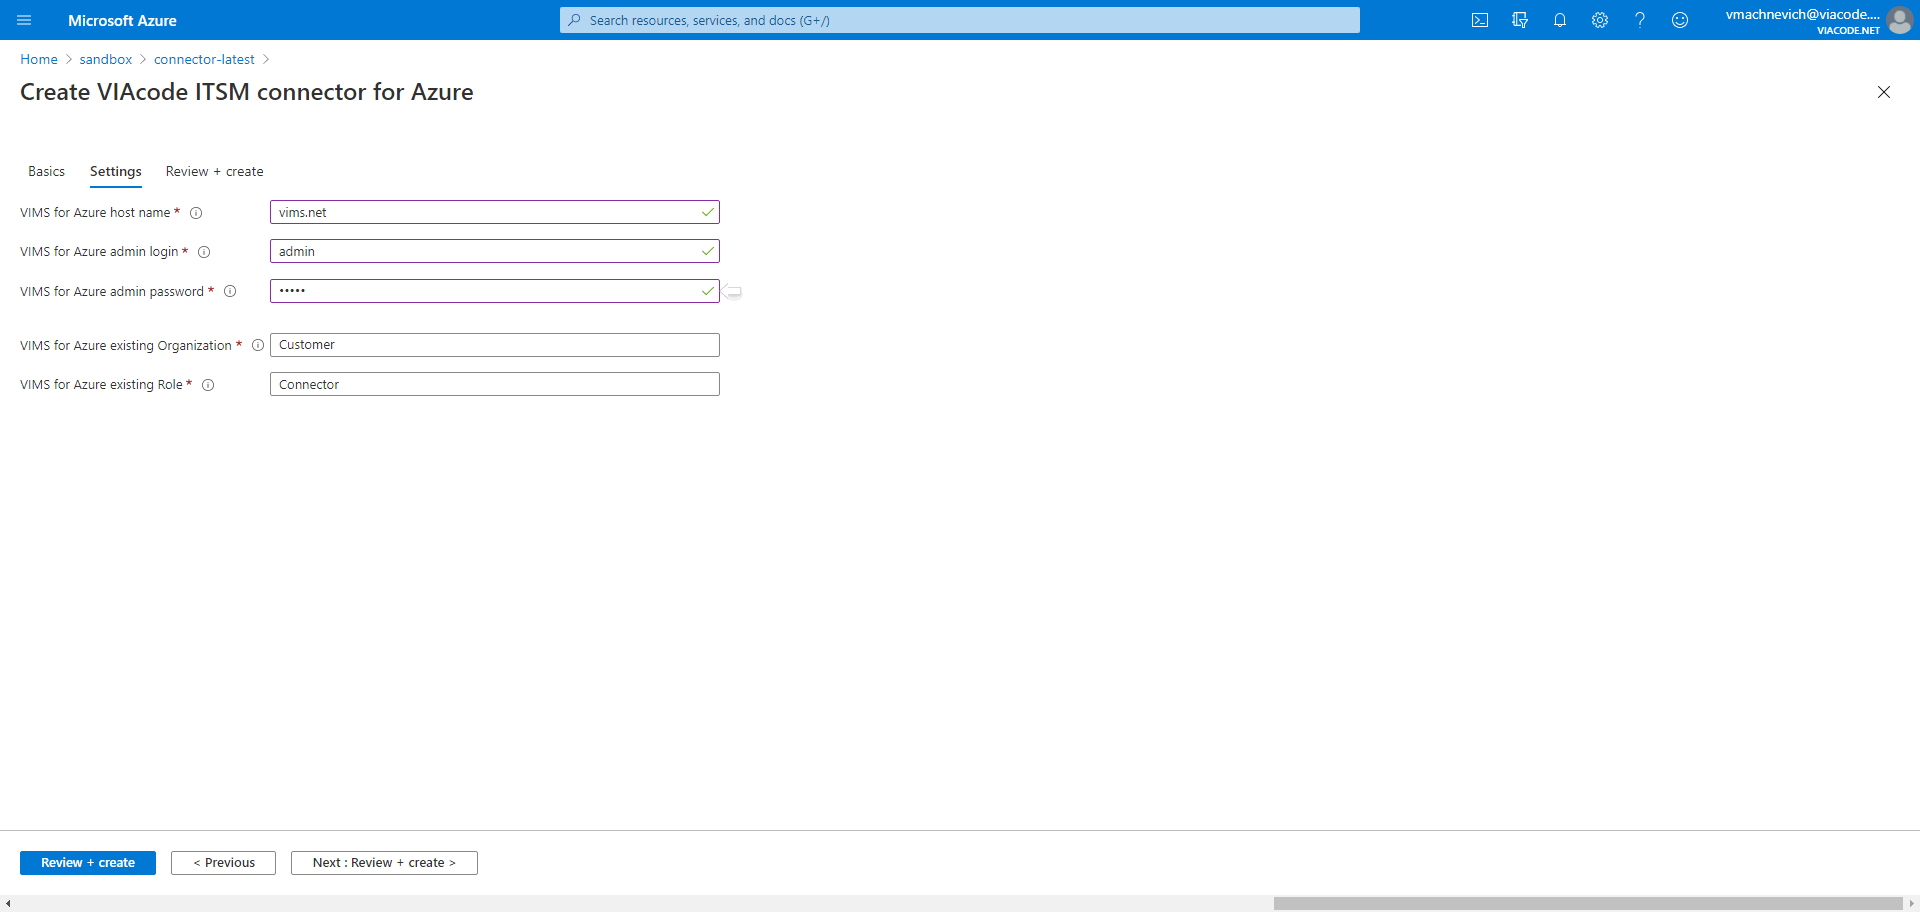 Microsoft Azure
Search resources, services, and docs (G+/)
vmachnevich@viacode....
VIACODE.NET
Home > sandbox > connector-latest >
Create VIAcode ITSM connector for Azure
Basics Settings Review + create
VIMS for Azure host name * vims.net
VIMS for Azure admin login * admin
VIMS for Azure admin password * •••••
VIMS for Azure existing Organization * Customer
VIMS for Azure existing Role * Connector
Review + create < Previous Next : Review + create >